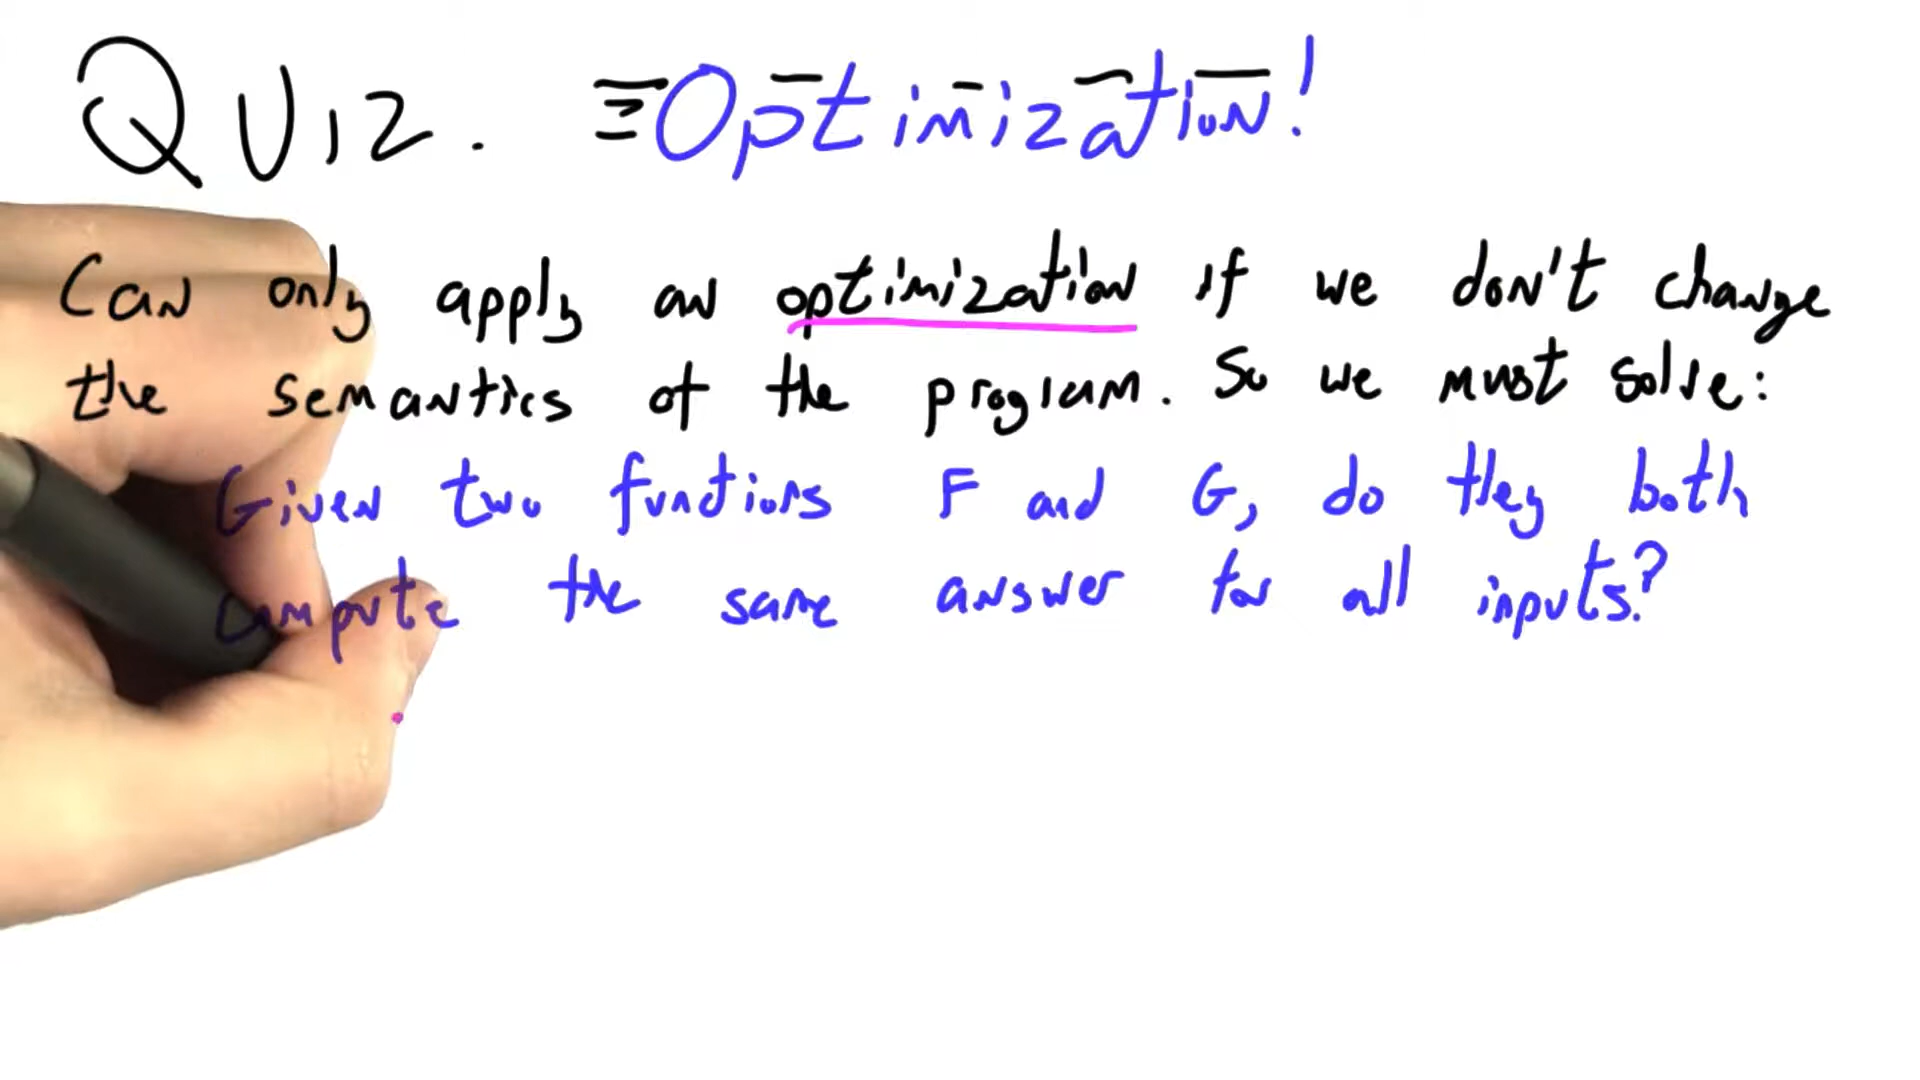 QUIZ. Optimization!
Can only apply an optimization if we don't change
the semantics of the program. So we must solve:
Given two functions F and G, do they both
compute the same answer for all inputs?